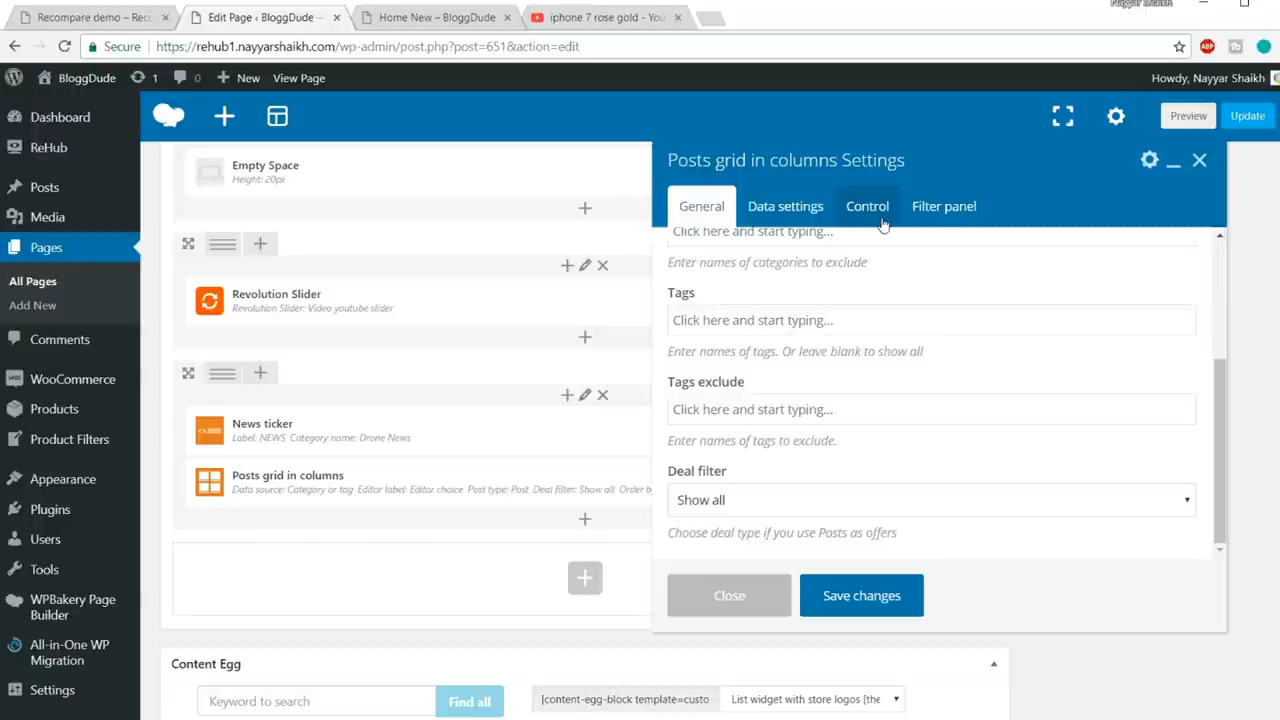 Recompare demo – Rec
Edit Page ‹ BloggDude —
Home New – BloggDude
iphone 7 rose gold - You
Nayyar Shaikh
Secure
https://rehub1.nayyarshaikh.com/wp-admin/post.php?post=651&action=edit
ABP
BloggDude
1
0
New
View Page
Howdy, Nayyar Shaikh
Dashboard
ReHub
Posts
Media
Pages
All Pages
Add New
Comments
WooCommerce
Products
Product Filters
Appearance
Plugins
Users
Tools
WPBakery Page
Builder
All-in-One WP
Migration
Settings
Preview
Update
Empty Space
Height: 20px
Revolution Slider
Revolution Slider: Video youtube slider
News ticker
Label: NEWS Category name: Drone News
Posts grid in columns
Data source: Category or tag Editor label: Editor choice Post type: Post Deal filter: Show all Order b
Posts grid in columns Settings
General
Data settings
Control
Filter panel
Click here and start typing...
Enter names of categories to exclude
Tags
Click here and start typing...
Enter names of tags. Or leave blank to show all
Tags exclude
Click here and start typing...
Enter names of tags to exclude.
Deal filter
Show all
Choose deal type if you use Posts as offers
Close
Save changes
Content Egg
Keyword to search
Find all
[content-egg-block template=custo
List widget with store logos [the